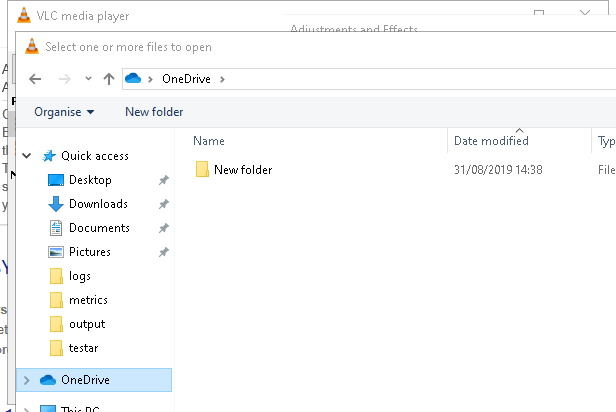 VLC media player
Adjustments and Effects
Select one or more files to open
OneDrive
Organise
New folder
Name
Date modified
Typ
Quick access
New folder
31/08/2019 14:38
File
Desktop
Downloads
Documents
Pictures
logs
metrics
output
testar
OneDrive
This PC